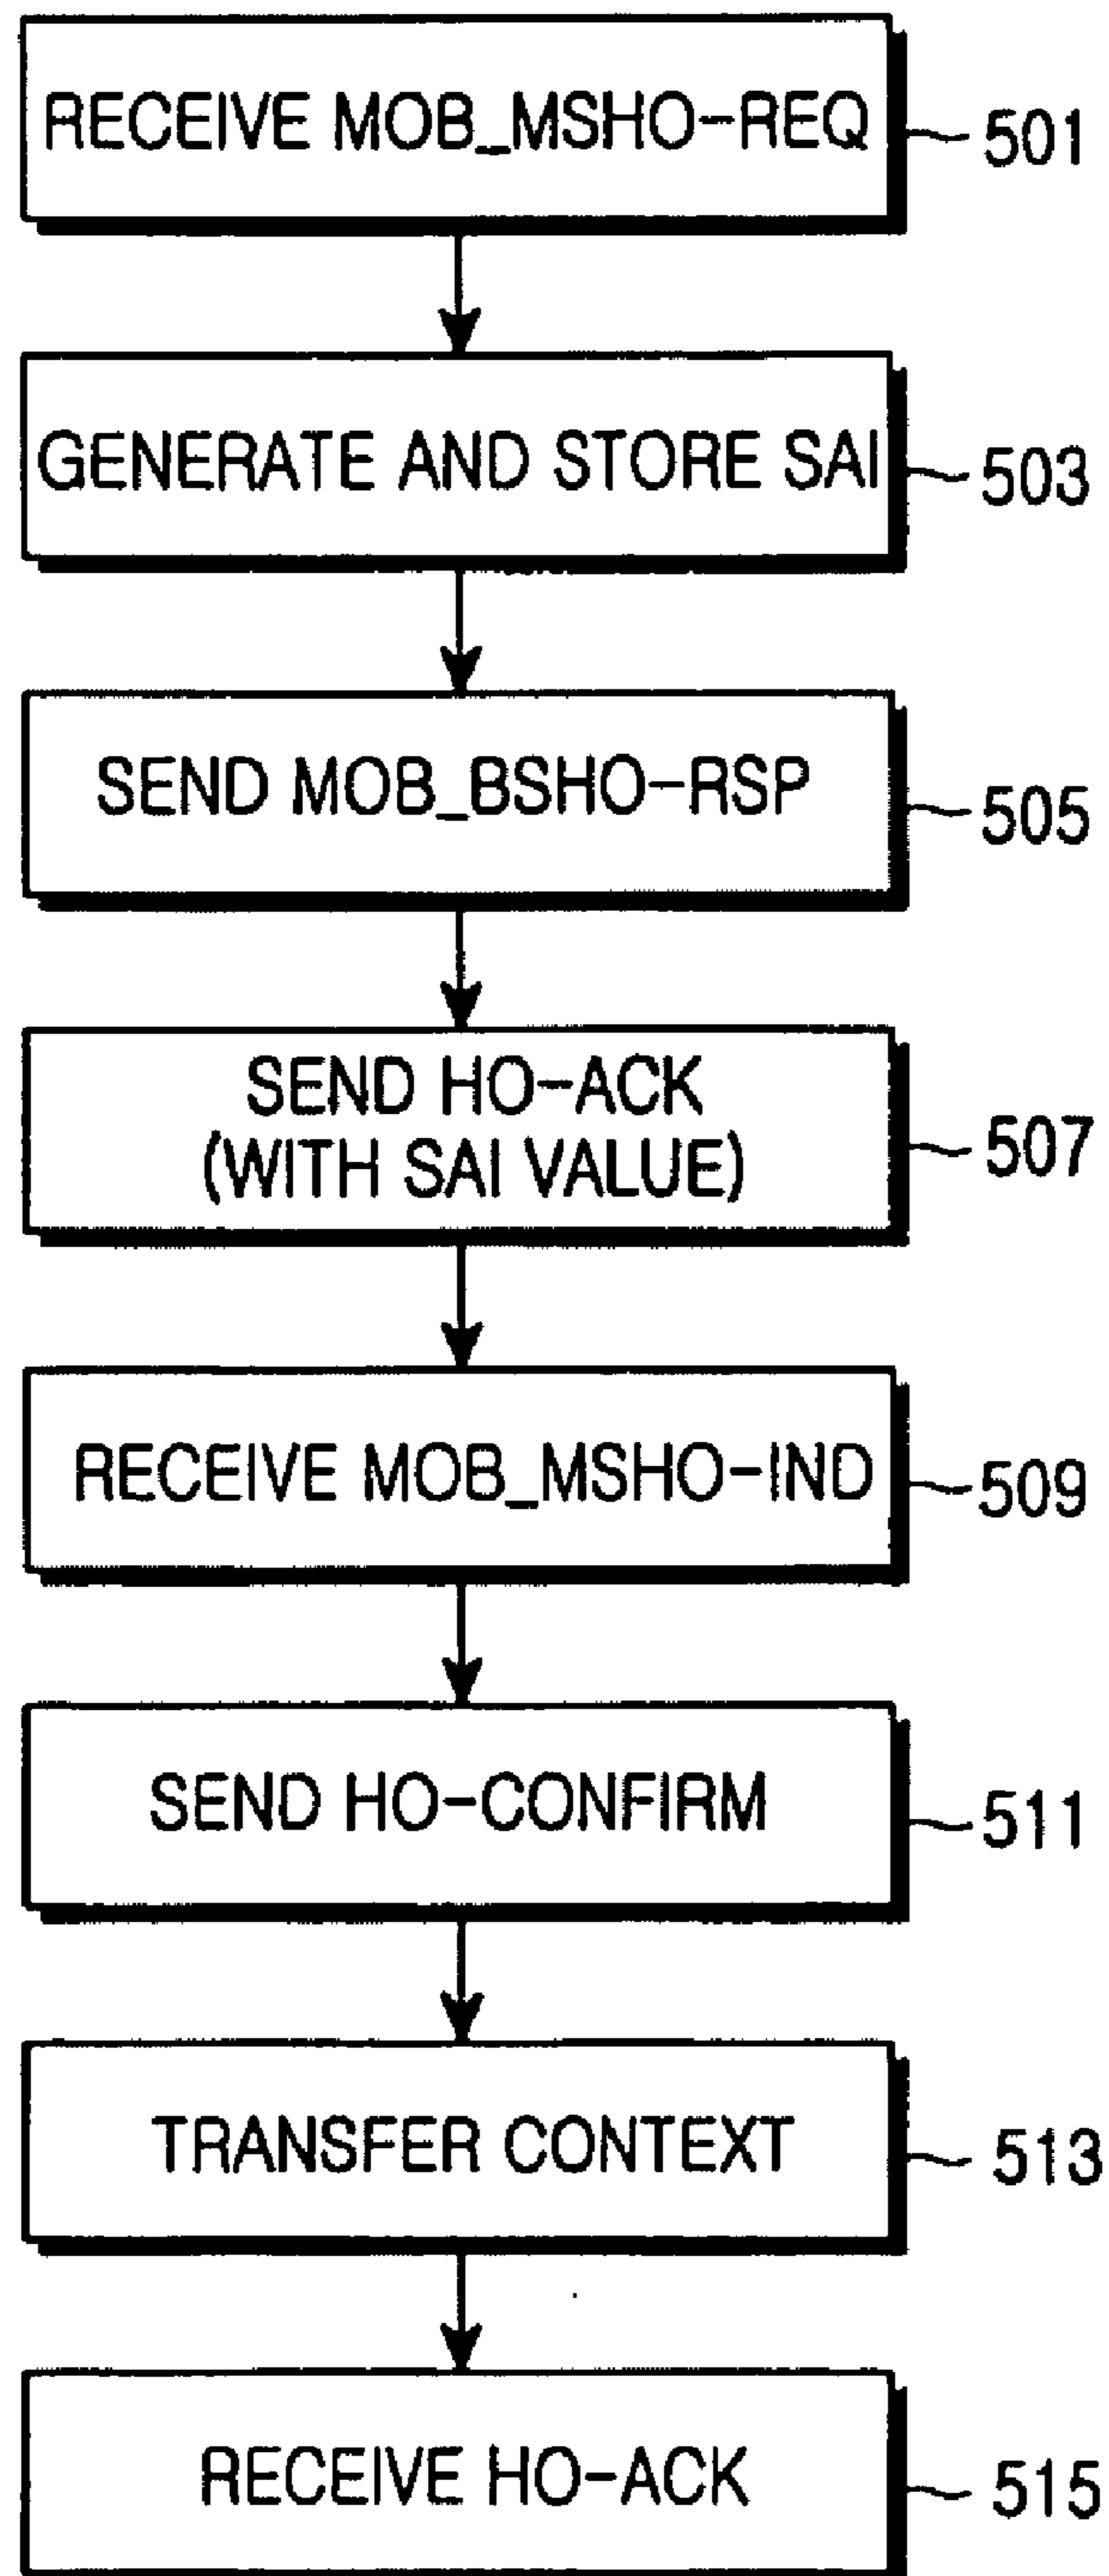 RECEIVE MOB_MSHO-REQ
501
GENERATE AND STORE SAI
503
SEND MOB_BSHO-RSP
505
SEND HO-ACK
(WITH SAI VALUE)
507
RECEIVE MOB_MSHO-IND
509
SEND HO-CONFIRM
511
TRANSFER CONTEXT
513
RECEIVE HO-ACK
515